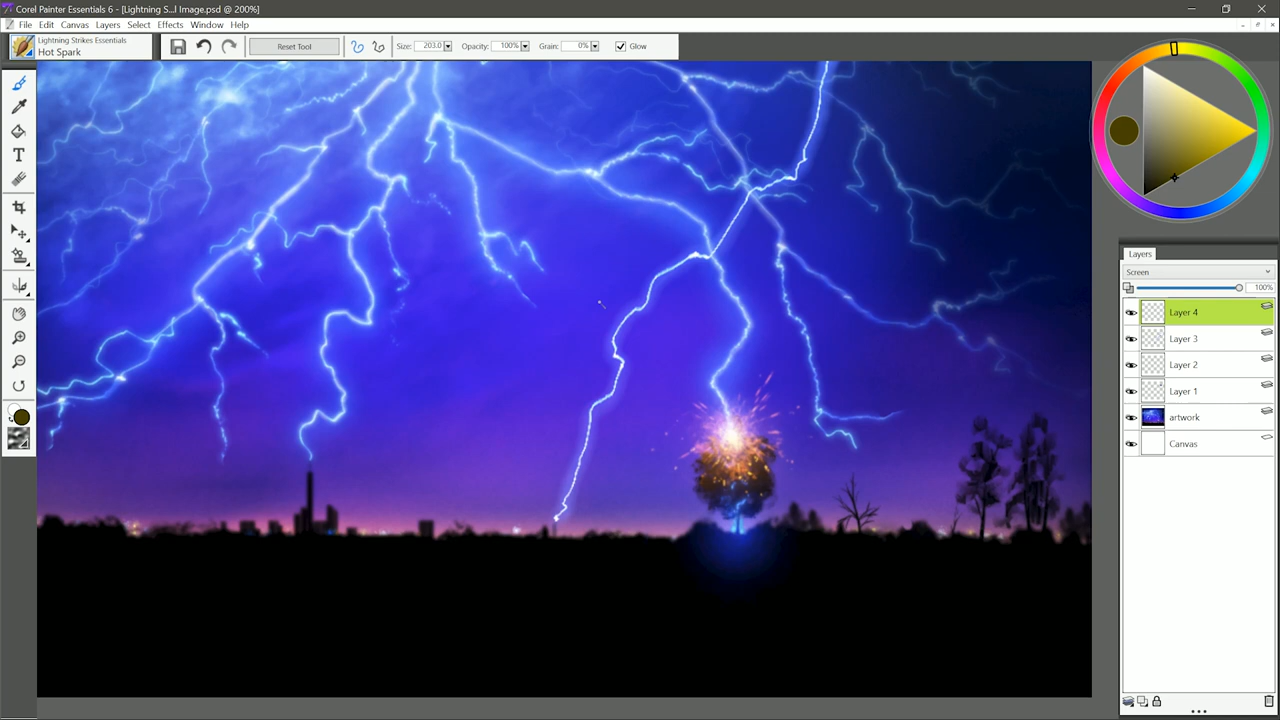 Corel Painter Essentials 6 - [Lightning S...l Image.psd @ 200%]
File Edit Canvas Layers Select Effects Window Help
Lightning Strikes Essentials
Hot Spark
Reset Tool
Size: 203.0
Opacity: 100%
Grain: 0%
Glow
Layers
Screen
100%
Layer 4
Layer 3
Layer 2
Layer 1
artwork
Canvas